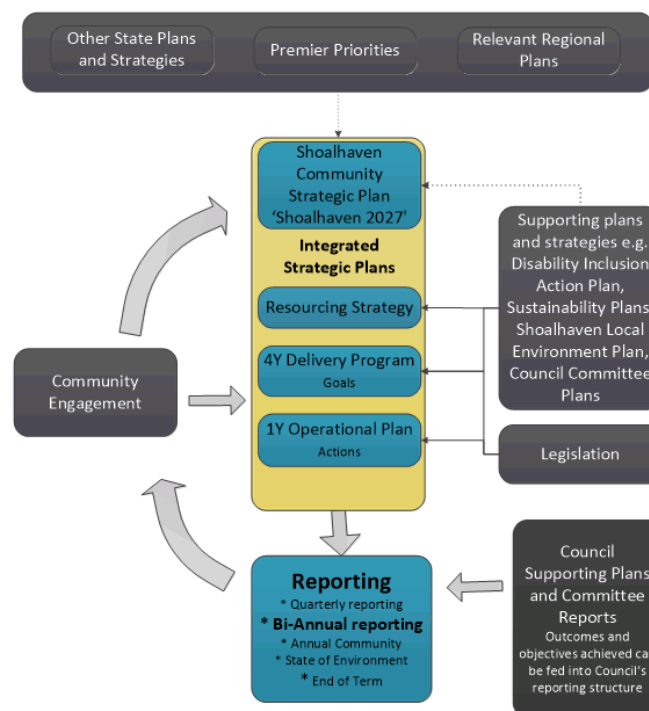 Other State Plans
and Strategies
Premier Priorities
Relevant Regional
Plans
Shoalhaven
Community
Strategic Plan
‘Shoalhaven 2027’
Integrated
Strategic Plans
Resourcing Strategy
4Y Delivery Program
Goals
1Y Operational Plan
Actions
Community
Engagement
Supporting plans
and strategies e.g.
Disability Inclusion
Action Plan,
Sustainability Plans,
Shoalhaven Local
Environment Plan,
Council Committee
Plans
Legislation
Reporting
* Quarterly reporting
* Bi-Annual reporting
* Annual Community
* State of Environment
* End of Term
Council
Supporting Plans
and Committee
Reports
Outcomes and
objectives achieved can
be fed into Council's
reporting structure